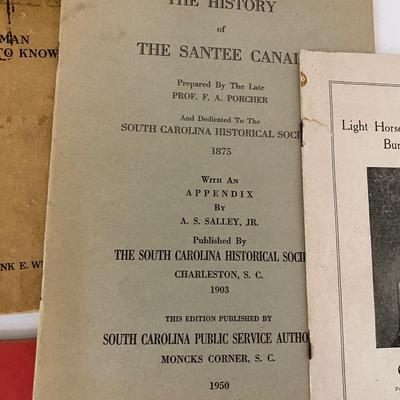 MAN
TO KNOW
THE HISTORY
of
THE SANTEE CANAL
Prepared By The Late
PROF. F. A. PORCHER
And Dedicated To The
SOUTH CAROLINA HISTORICAL SOCI
1875
With An
APPENDIX
By
A. S. SALLEY, JR.
Published By
THE SOUTH CAROLINA HISTORICAL SOCIE
CHARLESTON, S. C.
1903
THIS EDITION PUBLISHED BY
SOUTH CAROLINA PUBLIC SERVICE AUTHO
MONCKS CORNER, S. C.
1950
Light Horse
Bur